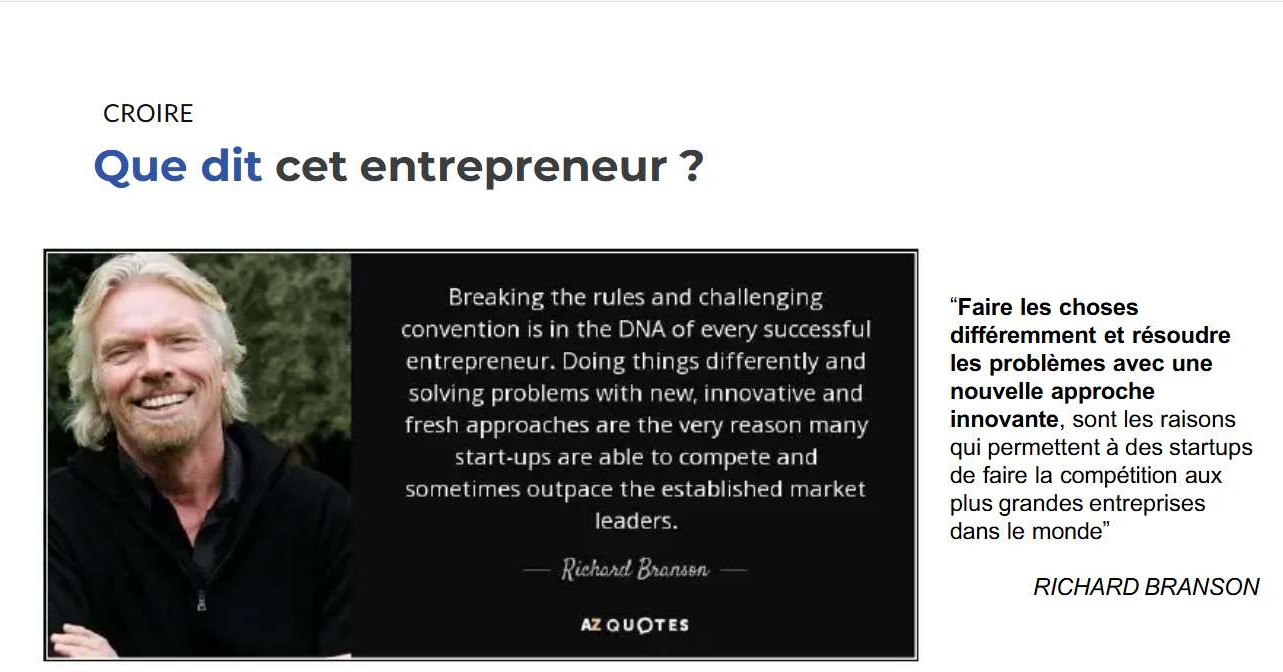 CROIRE
Que dit cet entrepreneur ?
Breaking the rules and challenging
convention is in the DNA of every successful
entrepreneur. Doing things differently and
solving problems with new, innovative and
fresh approaches are the very reason many
start-ups are able to compete and
sometimes outpace the established market
leaders.
— Richard Branson —
AZ QUOTES
“Faire les choses
différemment et résoudre
les problèmes avec une
nouvelle approche
innovante, sont les raisons
qui permettent à des startups
de faire la compétition aux
plus grandes entreprises
dans le monde”
RICHARD BRANSON